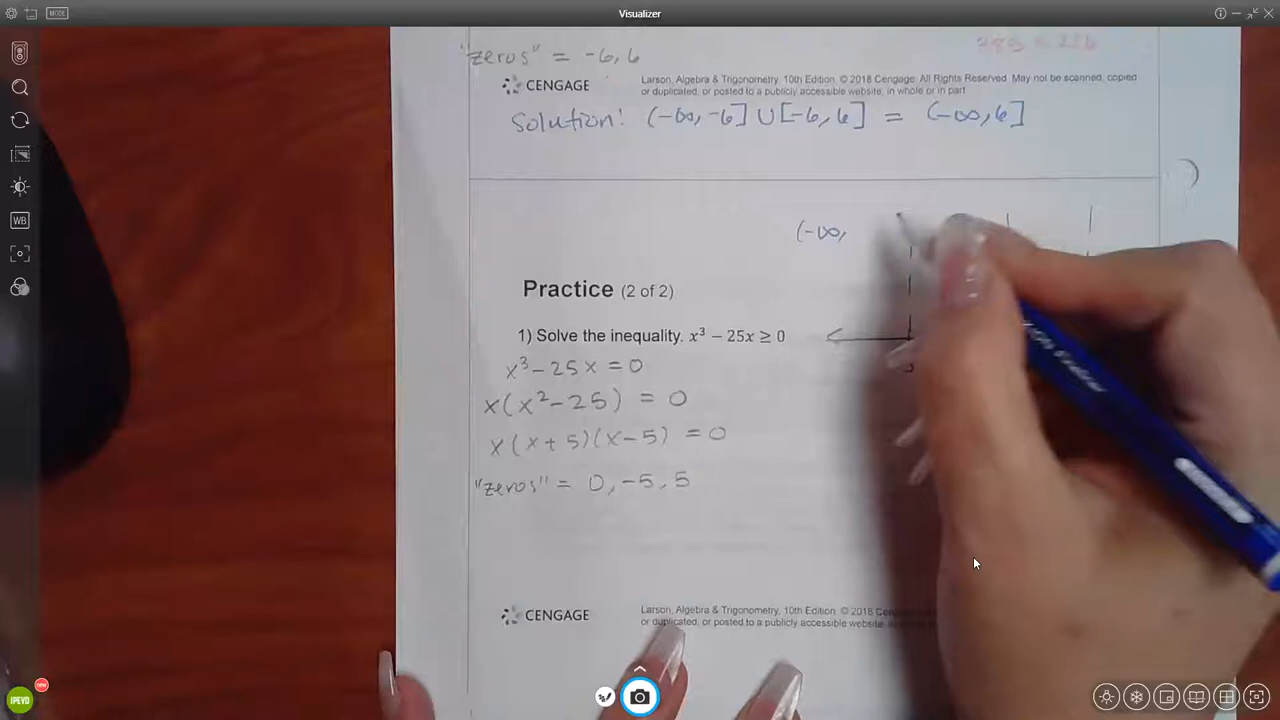 Visualizer
MODE
"zeros" = -6, 6
CENGAGE
Larson, Algebra & Trigonometry, 10th Edition. © 2018 Cengage. All Rights Reserved. May not be scanned, copied
or duplicated, or posted to a publicly accessible website, in whole or in part
Solution: (-∞, -6] ∪ [-6, 6] = (-∞, 6]
(-∞,
Practice (2 of 2)
1) Solve the inequality. x³ − 25x ≥ 0
x³ - 25x = 0
x(x² - 25) = 0
x(x + 5)(x - 5) = 0
"zeros" = 0, -5, 5
CENGAGE
Larson, Algebra & Trigonometry, 10th Edition. © 2018
or duplicated, or posted to a publicly accessible website,
WB
IPEVO